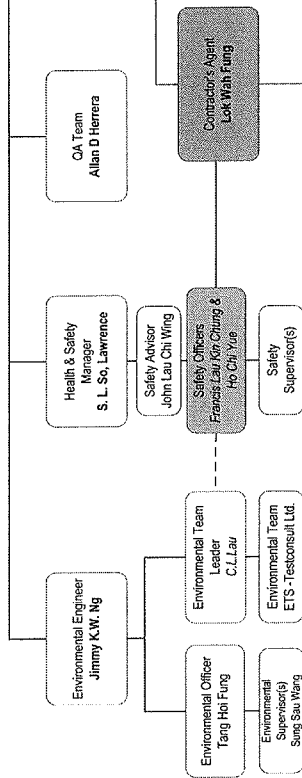 QA Team
Allan D Herrera
Contractor's Agent
Lok Wah Fung
Health & Safety
Manager
S. L. So, Lawrence
Safety Advisor
John Lau Chi Wing
Safety Officers
Francis Lau Kin Chung &
Ho Chi Yue
Safety
Supervisor(s)
Environmental Engineer
Jimmy K.W. Ng
Environmental Team
Leader
C.L.Lau
Environmental Team
ETS -Testconsult Ltd.
Environmental Officer
Tang Hoi Fung
Environmental
Supervisor(s)
Sung Sau Wang